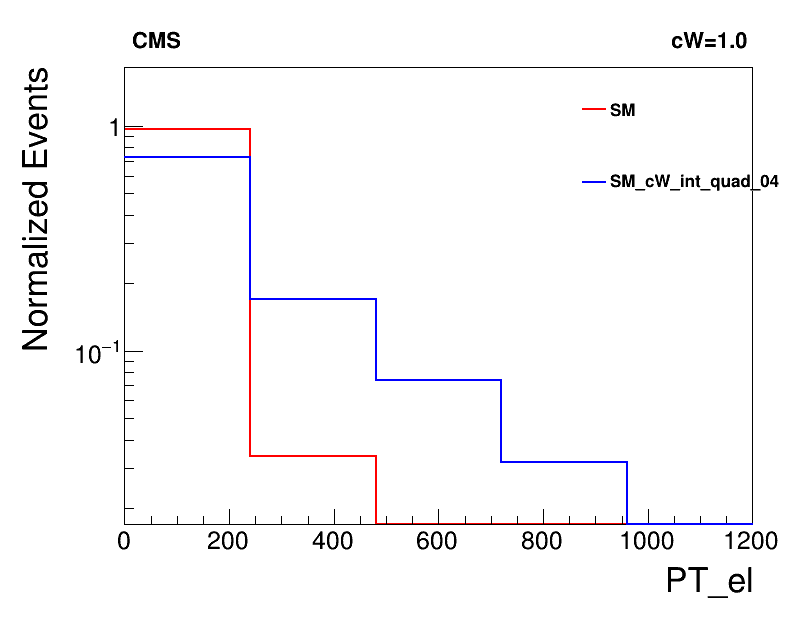 CMS
cW=1.0
Normalized Events
1
10⁻¹
SM
SM_cW_int_quad_04
0 200 400 600 800 1000 1200
PT_el